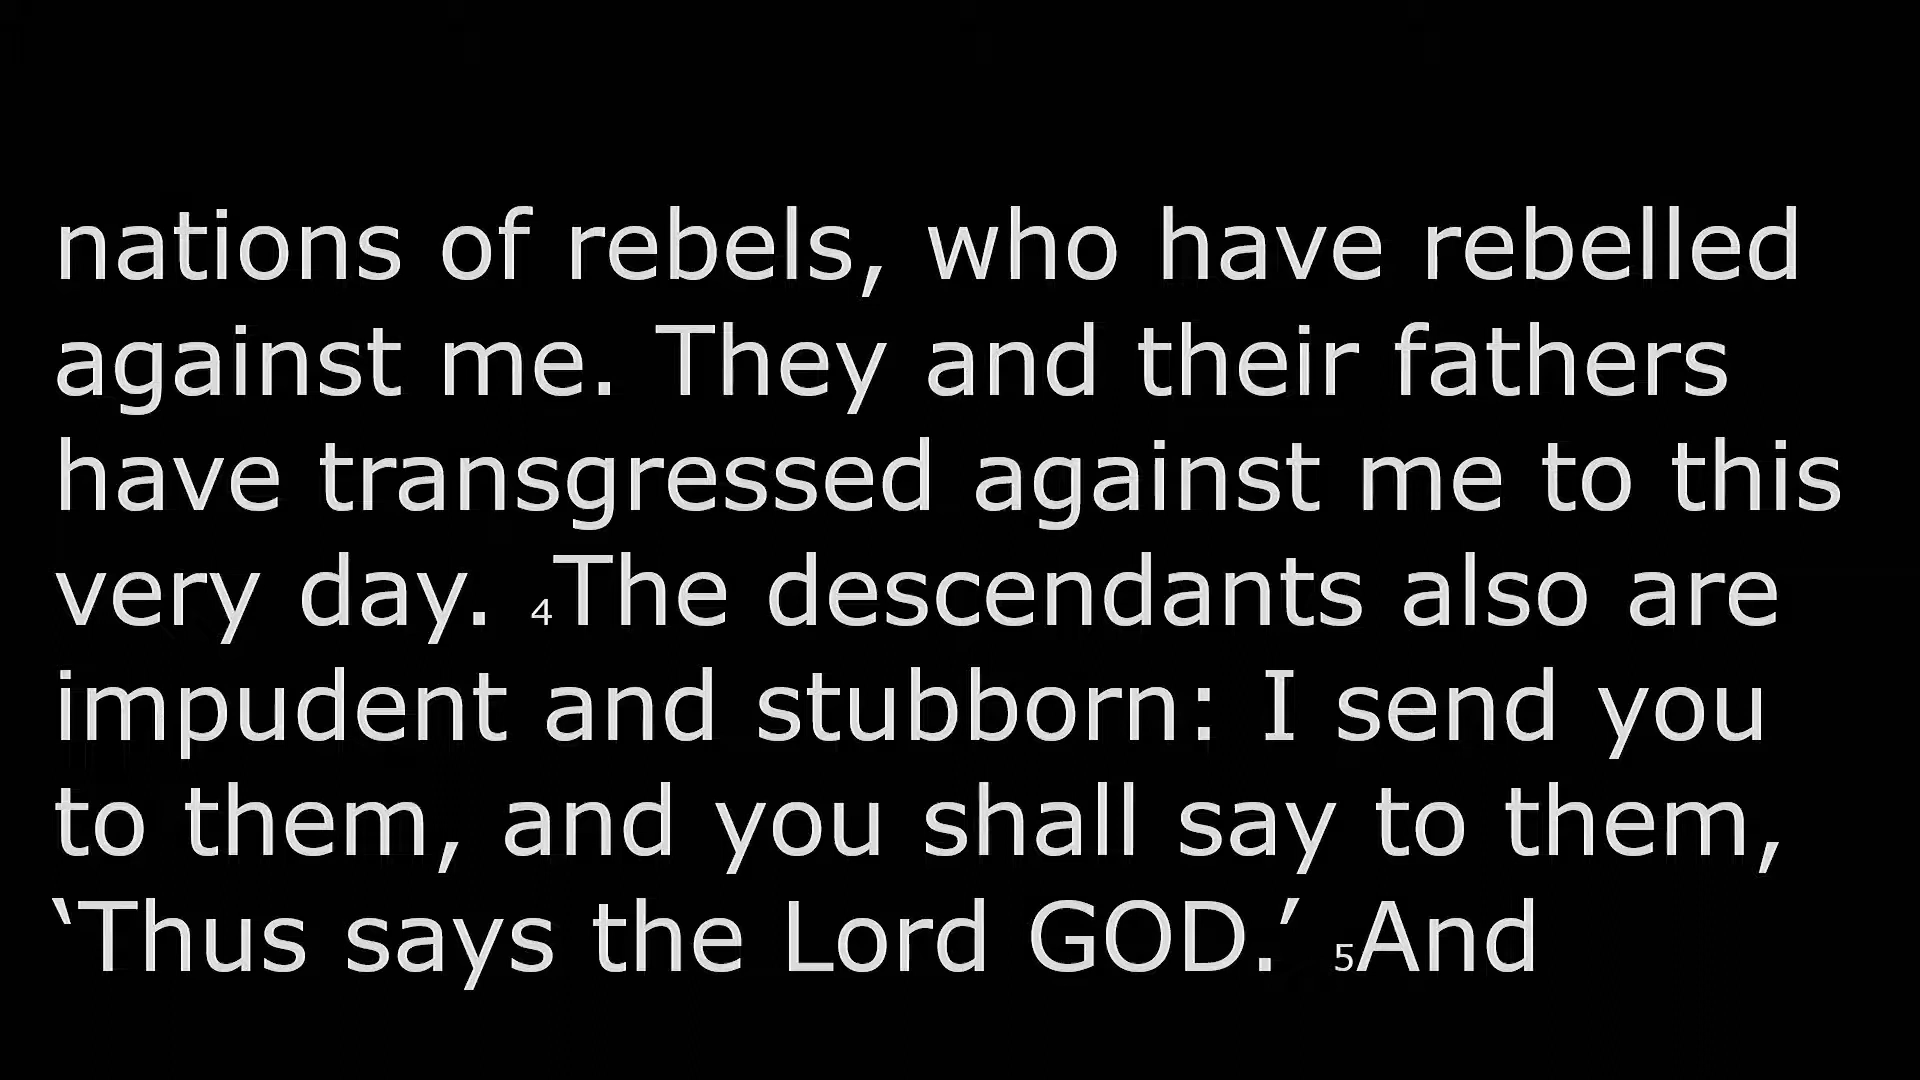 nations of rebels, who have rebelled
against me. They and their fathers
have transgressed against me to this
very day. 4The descendants also are
impudent and stubborn: I send you
to them, and you shall say to them,
‘Thus says the Lord GOD.’ 5And